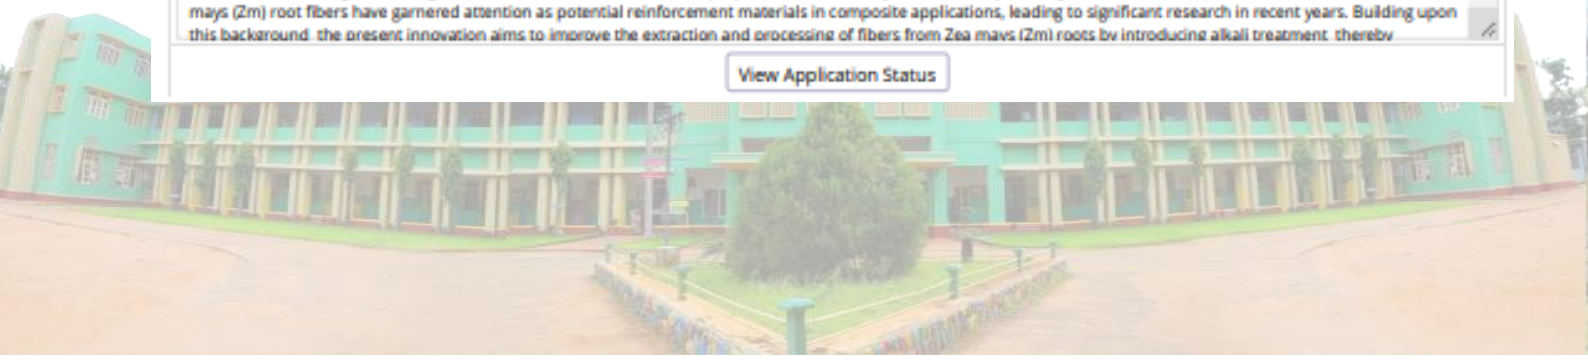 mays (Zm) root fibers have garnered attention as potential reinforcement materials in composite applications, leading to significant research in recent years. Building upon
this background, the present innovation aims to improve the extraction and processing of fibers from Zea mays (Zm) roots by introducing alkali treatment, thereby
View Application Status